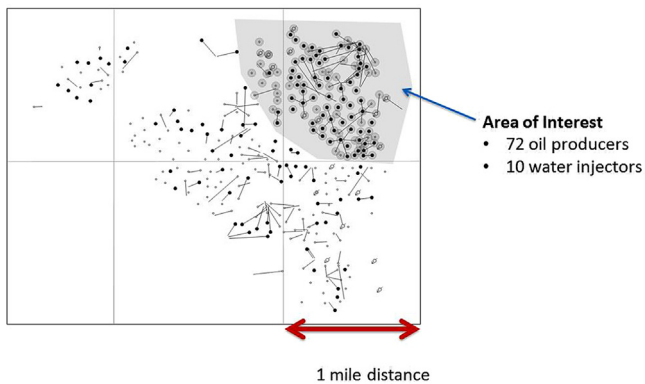 Area of Interest
• 72 oil producers
• 10 water injectors
1 mile distance